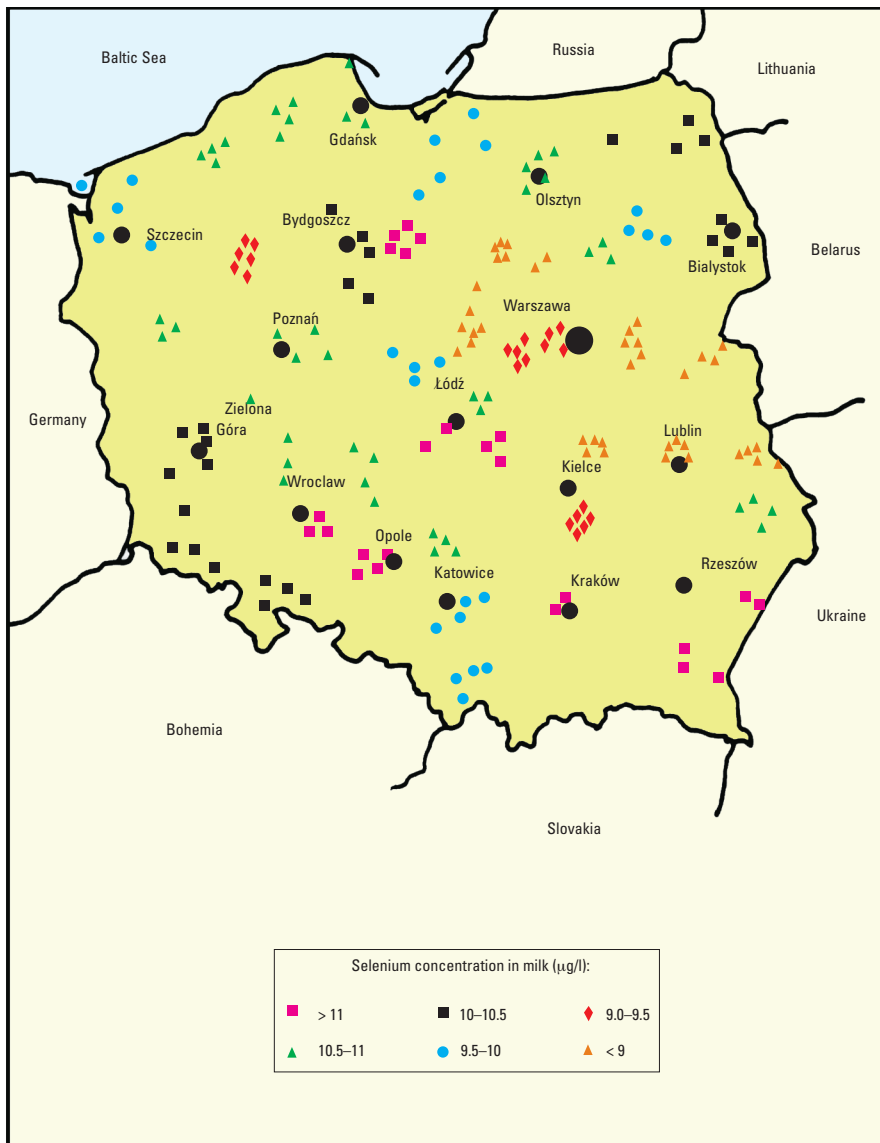 Baltic Sea
Russia
Lithuania
Gdańsk
Olsztyn
Szczecin
Bydgoszcz
Bialystok
Belarus
Warszawa
Poznań
Germany
Zielona
Góra
Łódź
Lublin
Kielce
Wroclaw
Opole
Katowice
Kraków
Rzeszów
Ukraine
Bohemia
Slovakia
Selenium concentration in milk (μg/l):
> 11
10–10.5
9.0–9.5
10.5–11
9.5–10
< 9